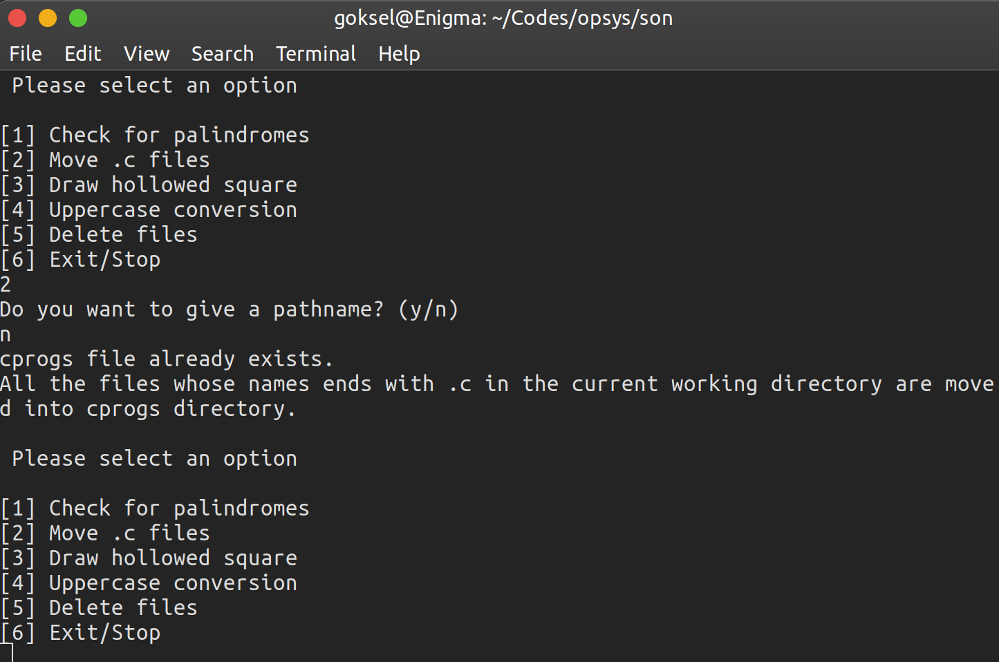 goksel@Enigma: ~/Codes/opsys/son
File Edit View Search Terminal Help
Please select an option
[1] Check for palindromes
[2] Move .c files
[3] Draw hollowed square
[4] Uppercase conversion
[5] Delete files
[6] Exit/Stop
2
Do you want to give a pathname? (y/n)
n
cprogs file already exists.
All the files whose names ends with .c in the current working directory are move
d into cprogs directory.
Please select an option
[1] Check for palindromes
[2] Move .c files
[3] Draw hollowed square
[4] Uppercase conversion
[5] Delete files
[6] Exit/Stop